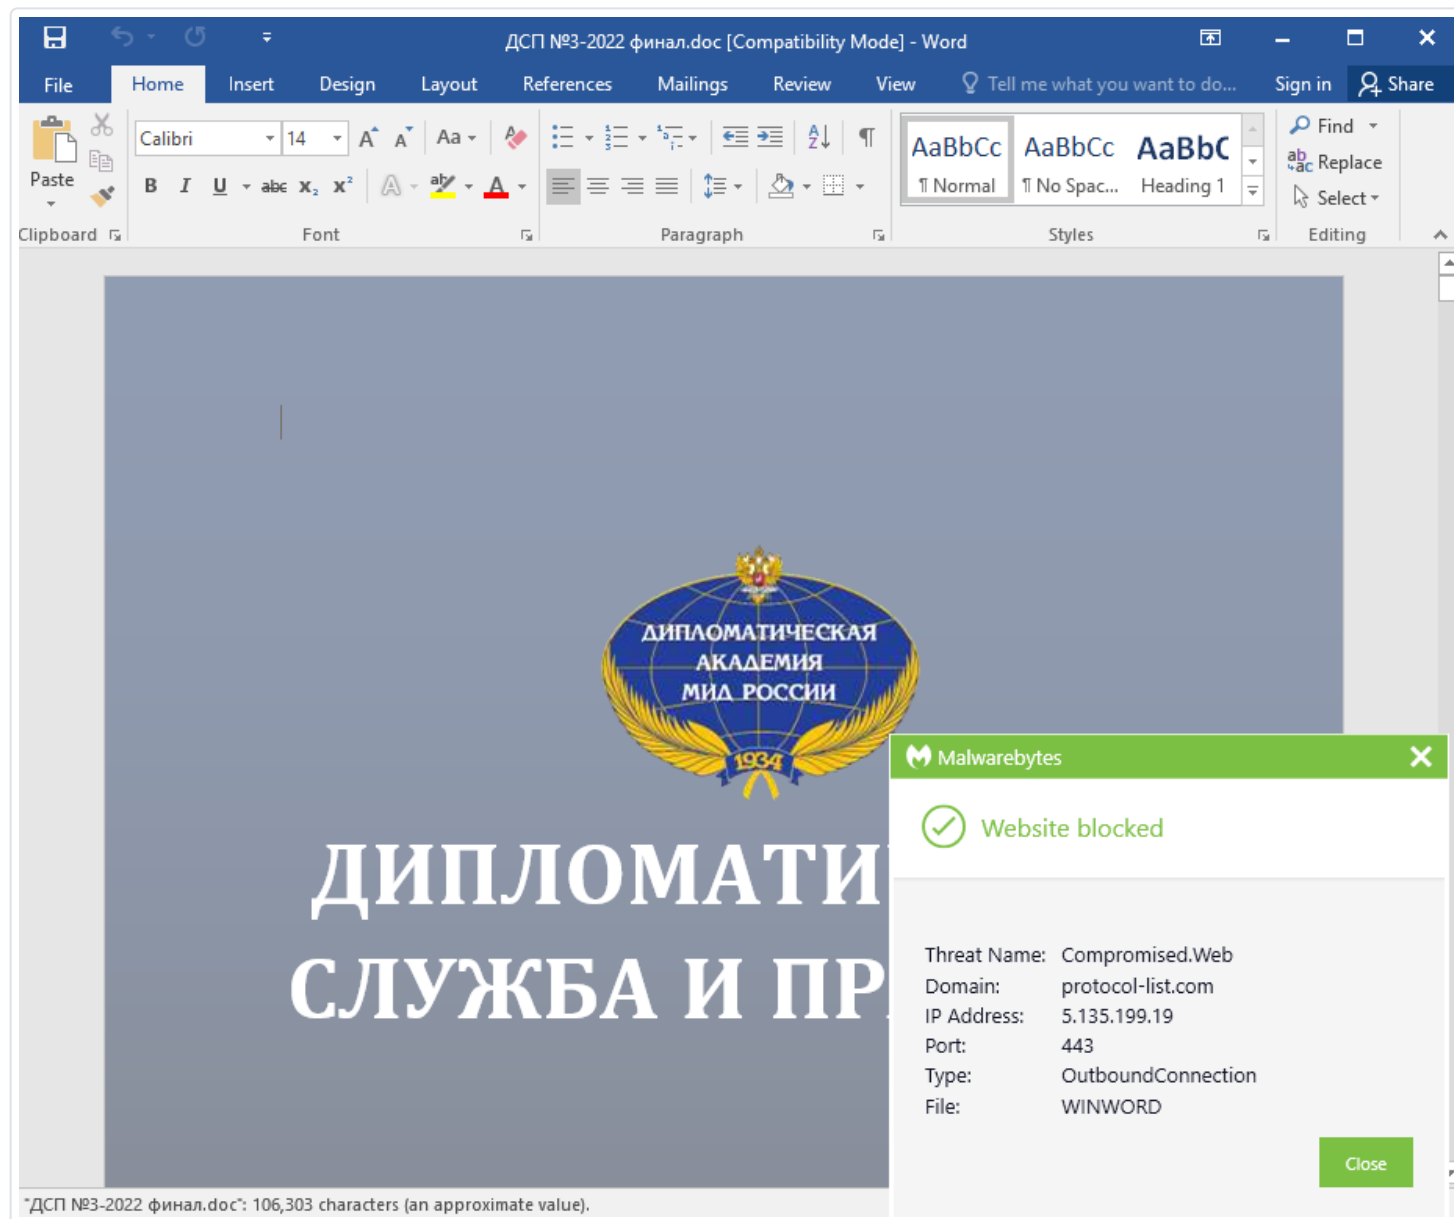 ДСП №3-2022 финал.doc [Compatibility Mode] - Word
File Home Insert Design Layout References Mailings Review View Tell me what you want to do... Sign in Share
Paste
Clipboard
Calibri 14
Font
Paragraph
AaBbCc AaBbCc AaBbC
¶ Normal ¶ No Spac... Heading 1
Styles
Find
Replace
Select
Editing
ДИПЛОМАТИЧЕСКАЯ
АКАДЕМИЯ
МИД РОССИИ
1934
ДИПЛОМАТИ
СЛУЖБА И ПР
Malwarebytes
Website blocked
Threat Name: Compromised.Web
Domain: protocol-list.com
IP Address: 5.135.199.19
Port: 443
Type: OutboundConnection
File: WINWORD
Close
"ДСП №3-2022 финал.doc": 106,303 characters (an approximate value).